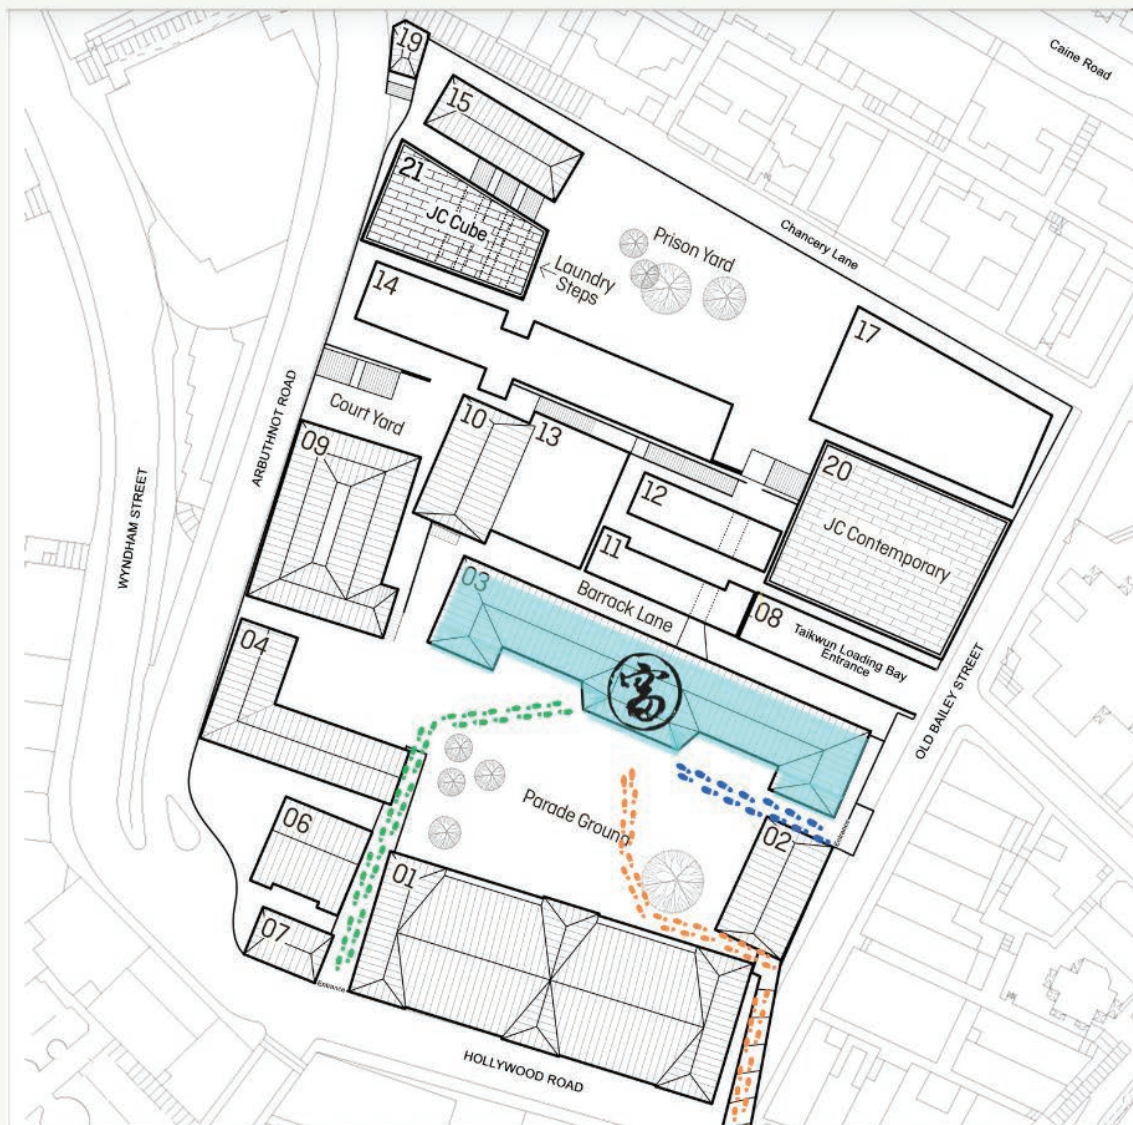 Caine Road
19
15
21
JC Cube
Prison Yard
Chancery Lane
Laundry
Steps
14
17
Court Yard
ARBUTHNOT ROAD
10
13
09
20
WYNDHAM STREET
12
JC Contemporary
11
03
Barrack Lane
08
Taikwun Loading Bay
Entrance
04
富
OLD BAILEY STREET
Parade Ground
06
02
Entrance
01
07
Entrance
HOLLYWOOD ROAD